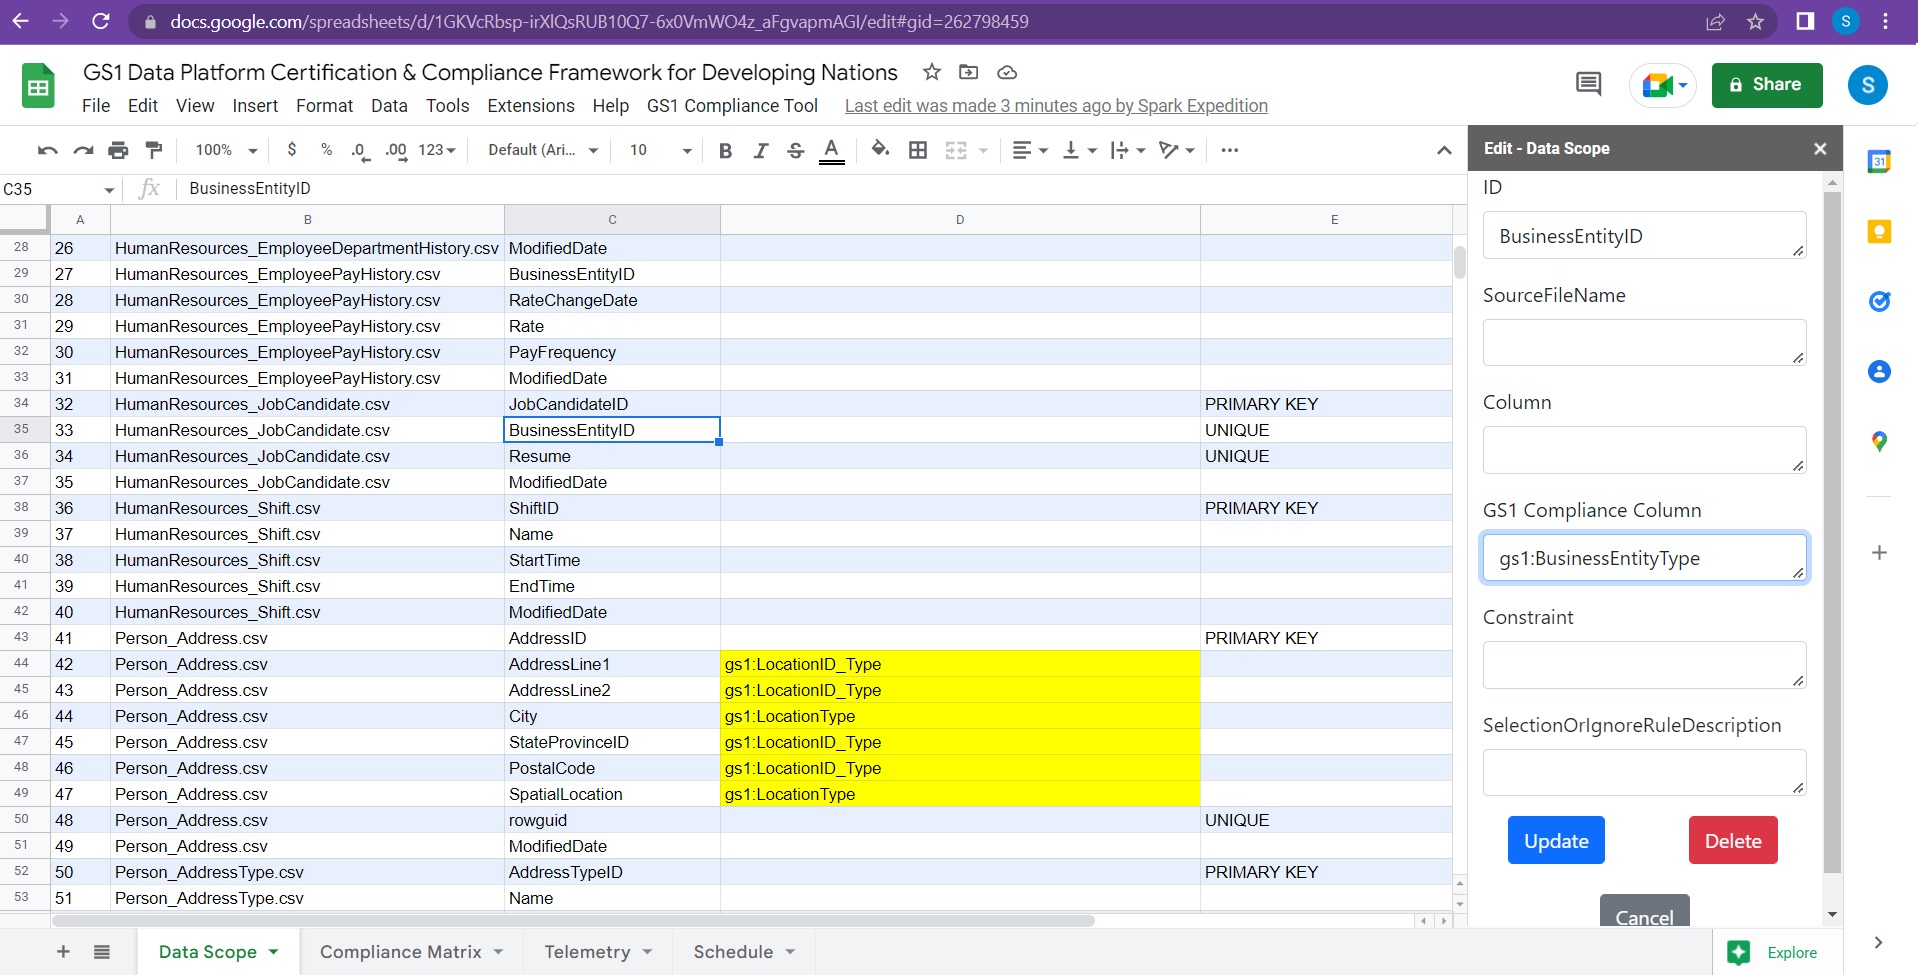 docs.google.com/spreadsheets/d/1GKVcRbsp-irXlQsRUB10Q7-6x0VmWO4z_aFgvapmAGI/edit#gid=262798459
S
GS1 Data Platform Certification & Compliance Framework for Developing Nations
File Edit View Insert Format Data Tools Extensions Help GS1 Compliance Tool Last edit was made 3 minutes ago by Spark Expedition
Share
S
100% $ % .0 .00 123 Default (Ari... 10 B I S A
C35 fx BusinessEntityID
A B C D E
28 26 HumanResources_EmployeeDepartmentHistory.csv ModifiedDate
29 27 HumanResources_EmployeePayHistory.csv BusinessEntityID
30 28 HumanResources_EmployeePayHistory.csv RateChangeDate
31 29 HumanResources_EmployeePayHistory.csv Rate
32 30 HumanResources_EmployeePayHistory.csv PayFrequency
33 31 HumanResources_EmployeePayHistory.csv ModifiedDate
34 32 HumanResources_JobCandidate.csv JobCandidateID PRIMARY KEY
35 33 HumanResources_JobCandidate.csv BusinessEntityID UNIQUE
36 34 HumanResources_JobCandidate.csv Resume UNIQUE
37 35 HumanResources_JobCandidate.csv ModifiedDate
38 36 HumanResources_Shift.csv ShiftID PRIMARY KEY
39 37 HumanResources_Shift.csv Name
40 38 HumanResources_Shift.csv StartTime
41 39 HumanResources_Shift.csv EndTime
42 40 HumanResources_Shift.csv ModifiedDate
43 41 Person_Address.csv AddressID PRIMARY KEY
44 42 Person_Address.csv AddressLine1 gs1:LocationID_Type
45 43 Person_Address.csv AddressLine2 gs1:LocationID_Type
46 44 Person_Address.csv City gs1:LocationType
47 45 Person_Address.csv StateProvinceID gs1:LocationID_Type
48 46 Person_Address.csv PostalCode gs1:LocationID_Type
49 47 Person_Address.csv SpatialLocation gs1:LocationType
50 48 Person_Address.csv rowguid UNIQUE
51 49 Person_Address.csv ModifiedDate
52 50 Person_AddressType.csv AddressTypeID PRIMARY KEY
53 51 Person_AddressType.csv Name
Edit - Data Scope
ID
BusinessEntityID
SourceFileName
Column
GS1 Compliance Column
gs1:BusinessEntityType
Constraint
SelectionOrIgnoreRuleDescription
Update Delete
Cancel
31
Data Scope Compliance Matrix Telemetry Schedule Explore